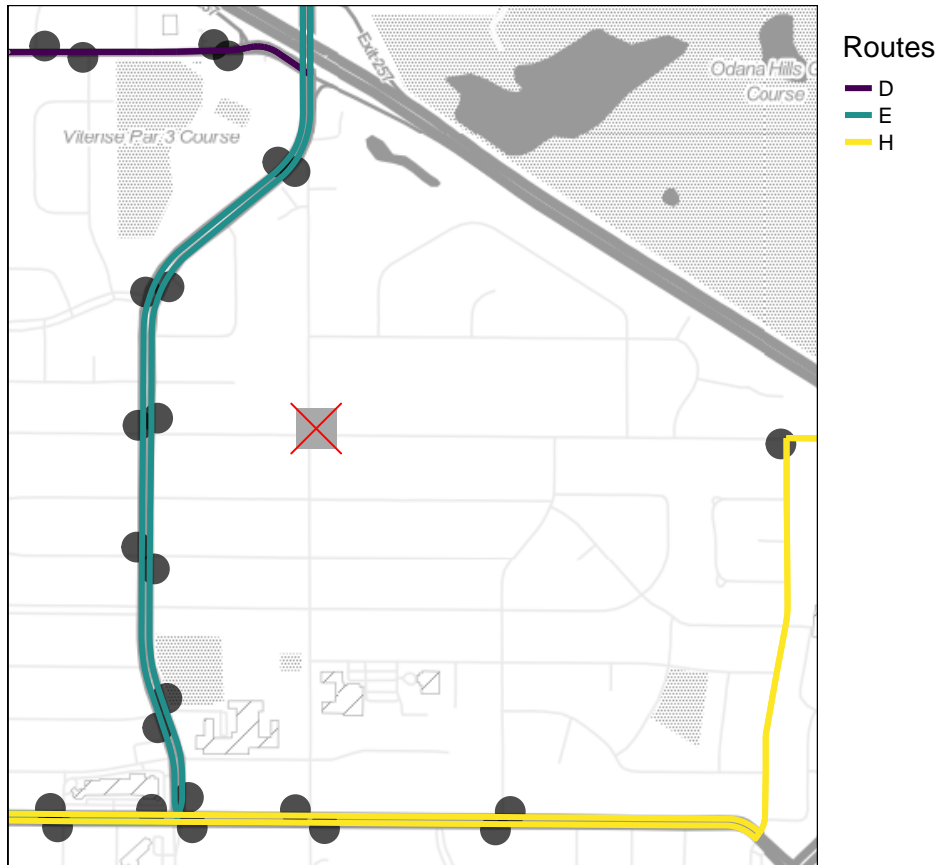 Exit 257
Odana Hills G
Course
Vitense Par 3 Course
Routes
D
E
H